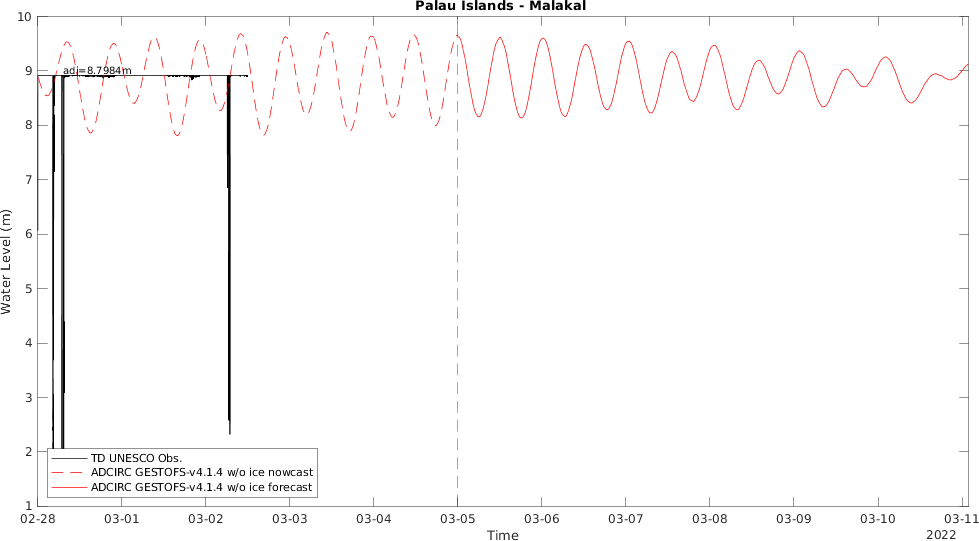 Palau Islands - Malakal
10
9
8
7
6
5
4
3
2
1
Water Level (m)
adj=8.7984m
TD UNESCO Obs.
ADCIRC GESTOFS-v4.1.4 w/o ice nowcast
ADCIRC GESTOFS-v4.1.4 w/o ice forecast
02-28 03-01 03-02 03-03 03-04 03-05 03-06 03-07 03-08 03-09 03-10 03-11
Time
2022